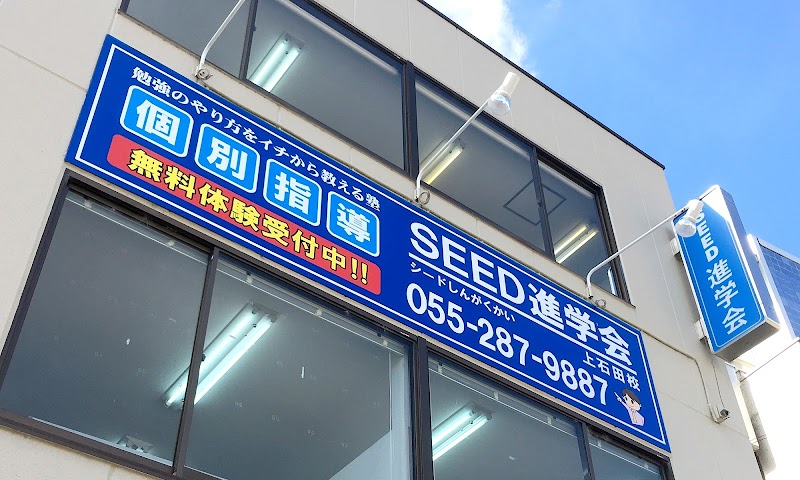 勉強のやり方をイチから教える塾
個別指導
無料体験受付中!!
SEED進学会
シードしんがくかい
上石田校
055-287-9887
SEED進学会